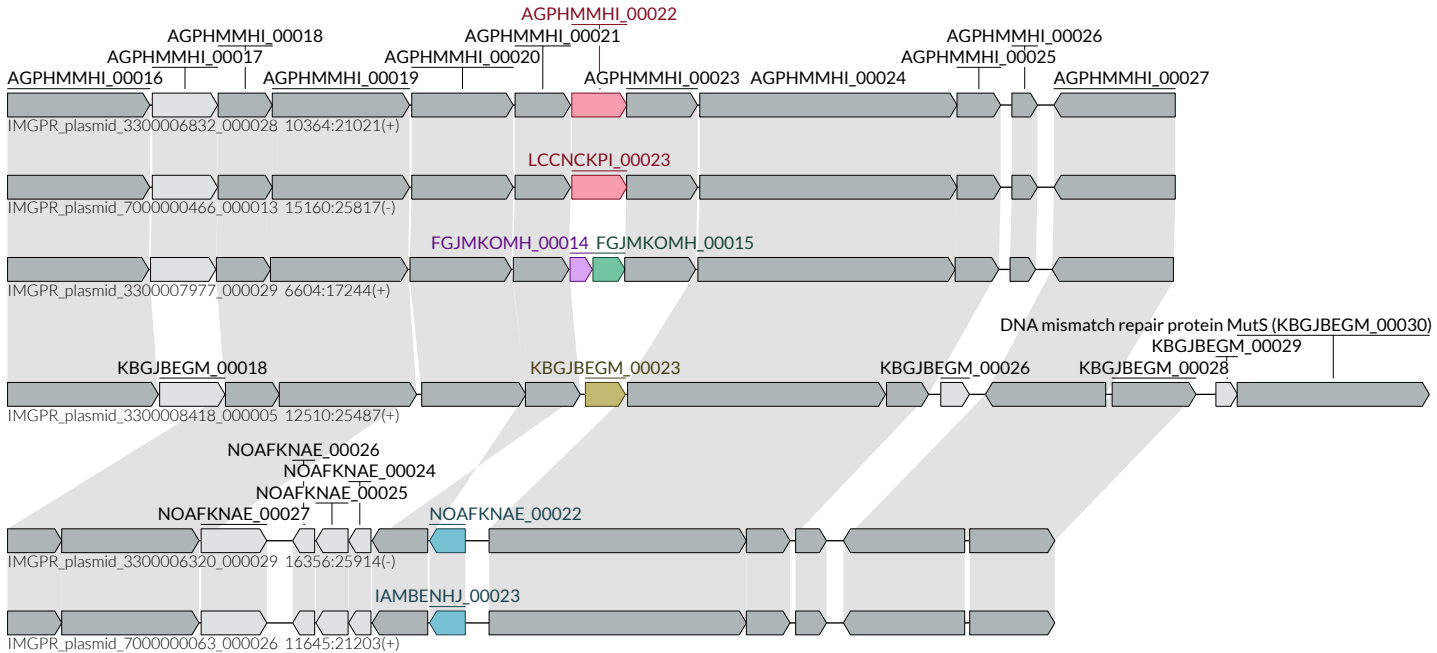 AGPHMMHI_00022
AGPHMMHI_00018 AGPHMMHI_00021 AGPHMMHI_00026
AGPHMMHI_00017 AGPHMMHI_00020 AGPHMMHI_00025
AGPHMMHI_00016 AGPHMMHI_00019 AGPHMMHI_00023 AGPHMMHI_00024 AGPHMMHI_00027
IMGPR_plasmid_3300006832_000028 10364:21021(+)
LCCNCKPI_00023
IMGPR_plasmid_7000000466_000013 15160:25817(-)
FGJMKOMH_00014 FGJMKOMH_00015
IMGPR_plasmid_3300007977_000029 6604:17244(+)
DNA mismatch repair protein MutS (KBGJBEGM_00030)
KBGJBEGM_00029
KBGJBEGM_00018 KBGJBEGM_00023 KBGJBEGM_00026 KBGJBEGM_00028
IMGPR_plasmid_3300008418_000005 12510:25487(+)
NOAFKNAE_00026
NOAFKNAE_00024
NOAFKNAE_00025
NOAFKNAE_00027 NOAFKNAE_00022
IMGPR_plasmid_3300006320_000029 16356:25914(-)
IAMBENHJ_00023
IMGPR_plasmid_7000000063_000026 11645:21203(+)